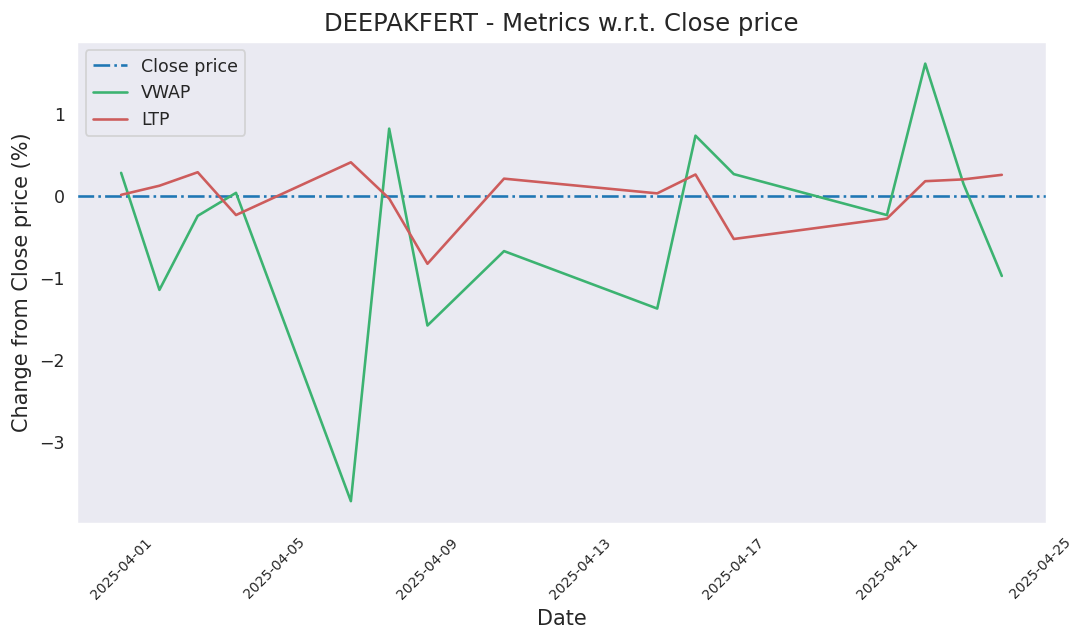 DEEPAKFERT - Metrics w.r.t. Close price
Close price
VWAP
LTP
Change from Close price (%)
1
0
−1
−2
−3
2025-04-01
2025-04-05
2025-04-09
2025-04-13
2025-04-17
2025-04-21
2025-04-25
Date